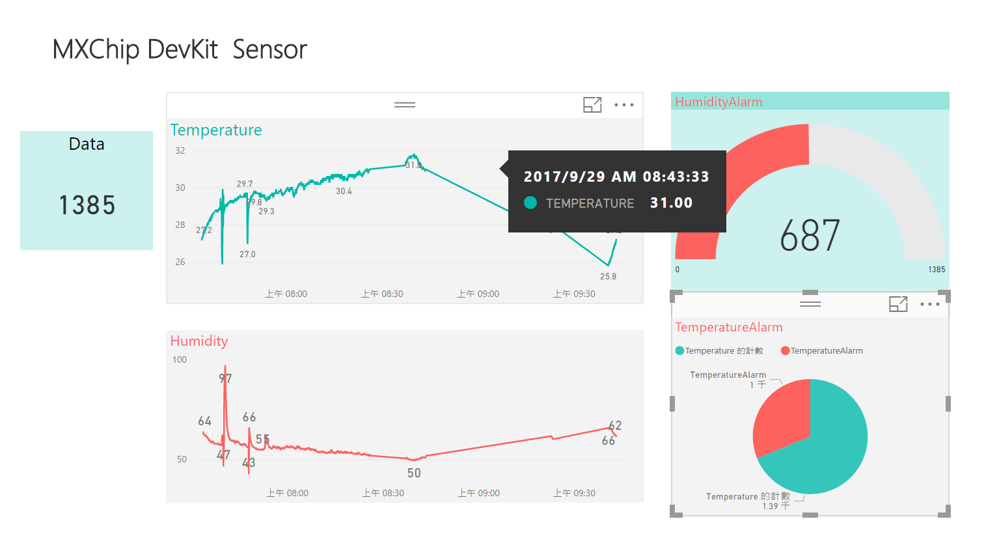 MXChip DevKit Sensor
Data
1385
Temperature
32
30
28
26
27.2
29.7
29.8
29.3
27.0
30.4
31.8
25.8
上午 08:00
上午 08:30
上午 09:00
上午 09:30
2017/9/29 AM 08:43:33
TEMPERATURE 31.00
Humidity
100
50
64
97
47
66
43
55
50
62
66
上午 08:00
上午 08:30
上午 09:00
上午 09:30
HumidityAlarm
687
0
1385
TemperatureAlarm
Temperature 的計數
TemperatureAlarm
TemperatureAlarm
1 千
Temperature 的計數
1.39 千